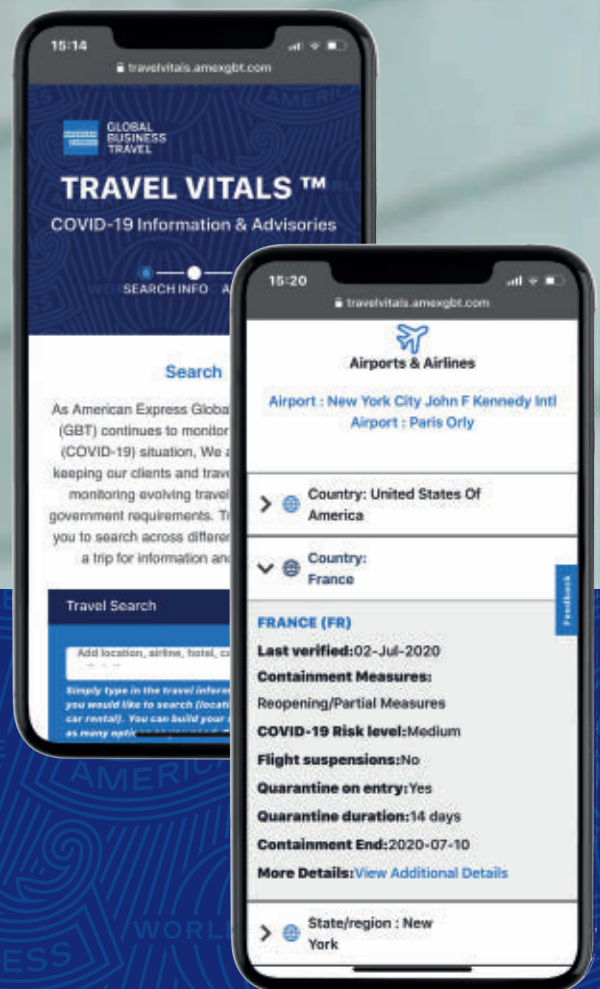 15:14
travelvitals.amexgbt.com
GLOBAL
BUSINESS
TRAVEL
TRAVEL VITALS ™
COVID-19 Information & Advisories
SEARCH INFO
Search
As American Express Global
(GBT) continues to monitor
(COVID-19) situation, We
keeping our clients and
monitoring evolving travel
government requirements.
you to search across
a trip for information
Travel Search
Add location, airline, hotel,
Simply type in the travel
you would like to search
car rental). You can build your
as many
15:20
travelvitals.amexgbt.com
Airports & Airlines
Airport : New York City John F Kennedy Intl
Airport : Paris Orly
Country: United States Of
America
Country:
France
Feedback
FRANCE (FR)
Last verified:02-Jul-2020
Containment Measures:
Reopening/Partial Measures
COVID-19 Risk level:Medium
Flight suspensions:No
Quarantine on entry:Yes
Quarantine duration:14 days
Containment End:2020-07-10
More Details:View Additional Details
State/region : New
York